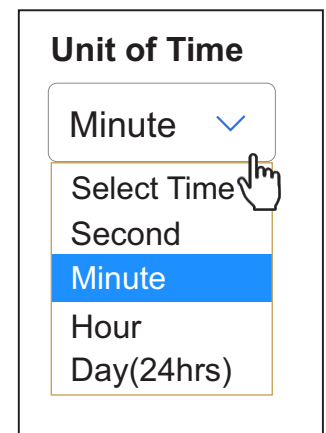 Unit of Time
Minute
Select Time
Second
Minute
Hour
Day(24hrs)